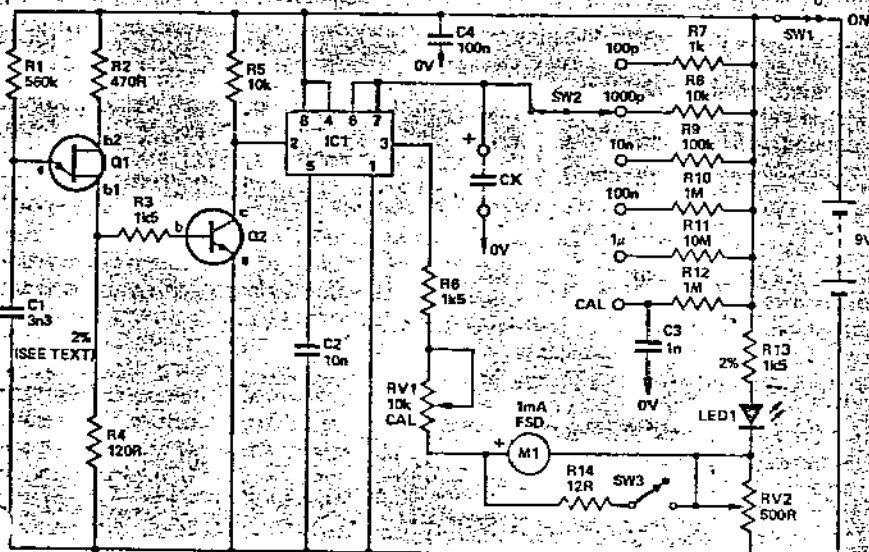 R1
560k
R2
470R
R5
10k
C4
100n
0V
R7
1k
SW1
ON
100p
R8
10k
SW2
1000p
R9
100k
10n
R10
1M
100n
R11
10M
1µ
R12
1M
CAL
8
4
6
7
IC1
2
3
5
1
b2
Q1
e
b1
R3
1k5
b
c
Q2
e
+
CX
0V
9V
C1
3n3
2%
(SEE TEXT)
C2
10n
R6
1k5
C3
1n
0V
R13
2%
1k5
RV1
10k
CAL
1mA
FSD
+
M1
LED1
R4
120R
R14
12R
SW3
RV2
500R